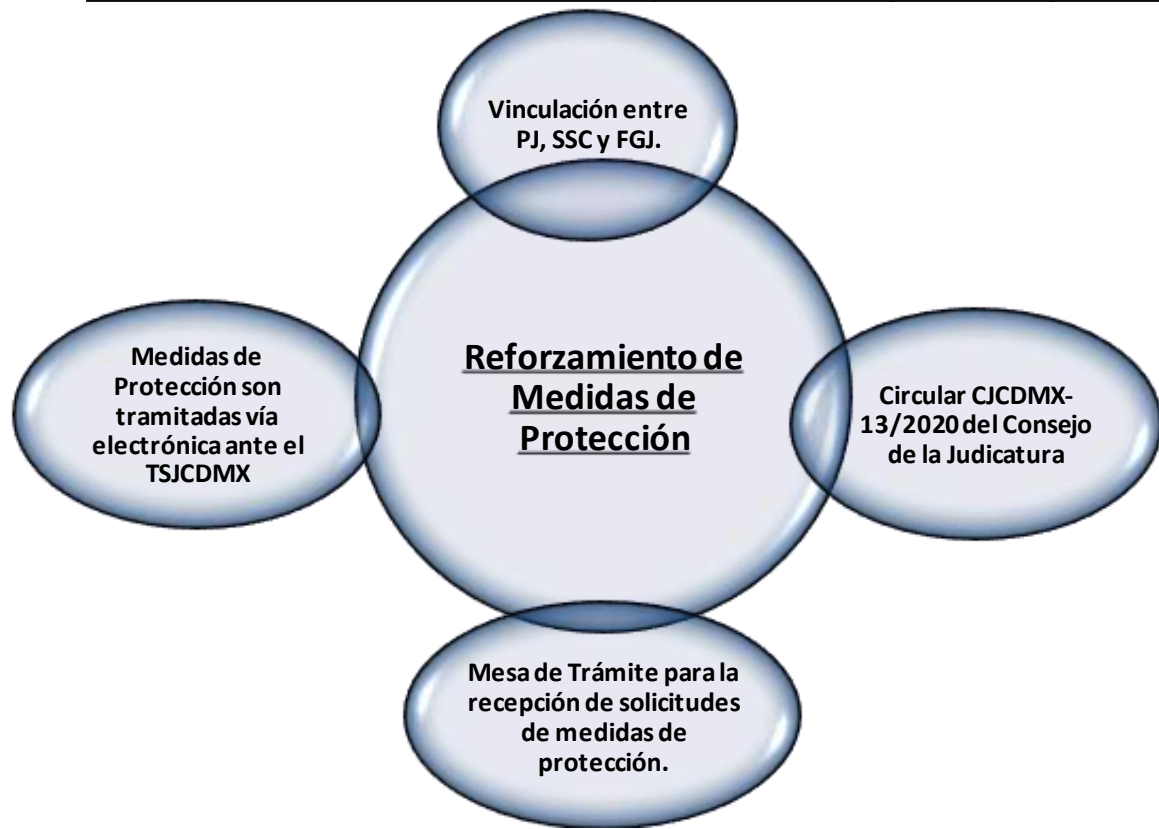 Vinculación entre
PJ, SSC y FGJ.
Reforzamiento de
Medidas de
Protección
Medidas de
Protección son
tramitadas vía
electrónica ante el
TSJCDMX
Circular CJCDMX-
13/2020 del Consejo
de la Judicatura
Mesa de Trámite para la
recepción de solicitudes
de medidas de
protección.